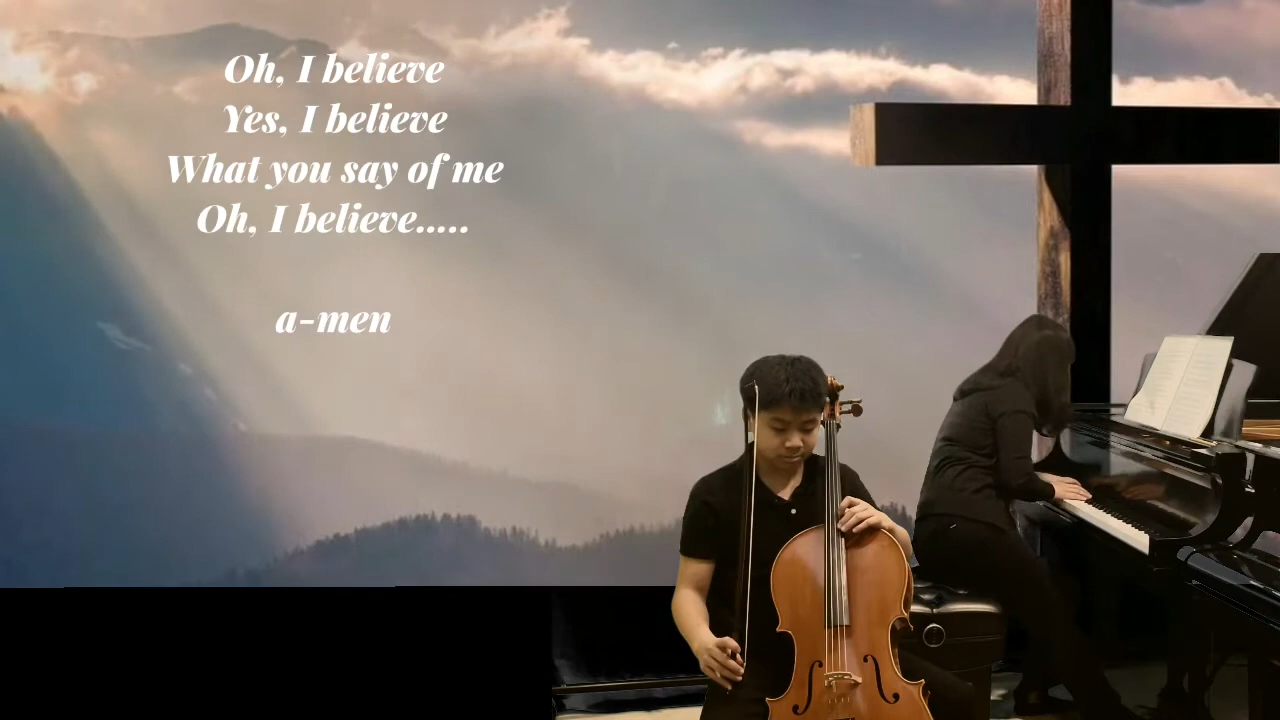 Oh, I believe
Yes, I believe
What you say of me
Oh, I believe.....
a-men